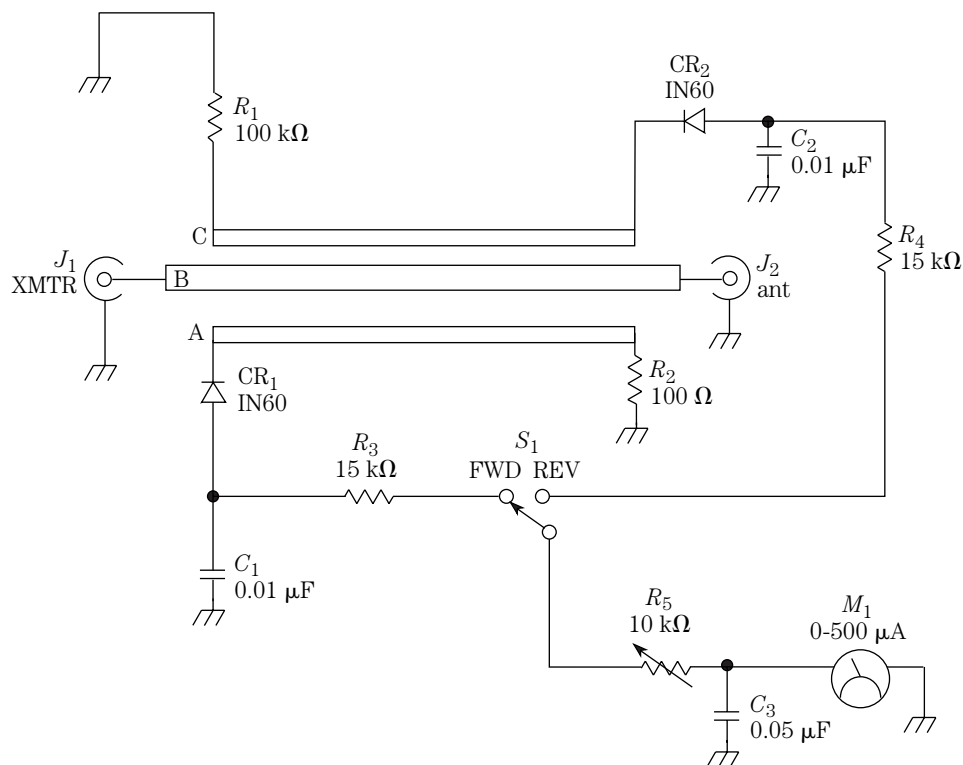 CR2
IN60
R1
100 kΩ
C2
0.01 μF
C
R4
15 kΩ
J1
XMTR
B
J2
ant
A
CR1
IN60
R2
100 Ω
R3
15 kΩ
S1
FWD REV
C1
0.01 μF
R5
10 kΩ
M1
0-500 μA
C3
0.05 μF